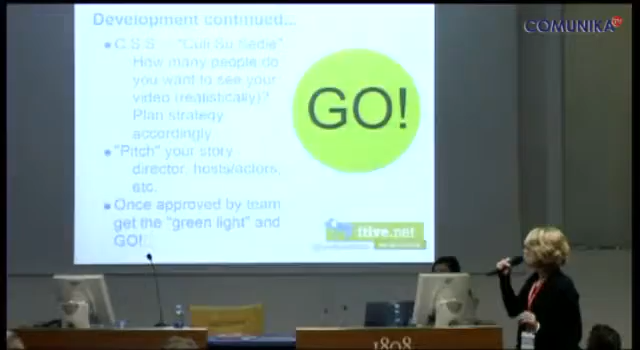 COMUNIKA
Development continued...
C.S.S. - "Culi Su Sedie"
How many people do
you want to see your
video (realistically)?
Plan strategy
accordingly
"Pitch" your story
director, hosts/actors,
etc.
Once approved by team
get the "green light" and
GO!
GO!
itive.net
1808